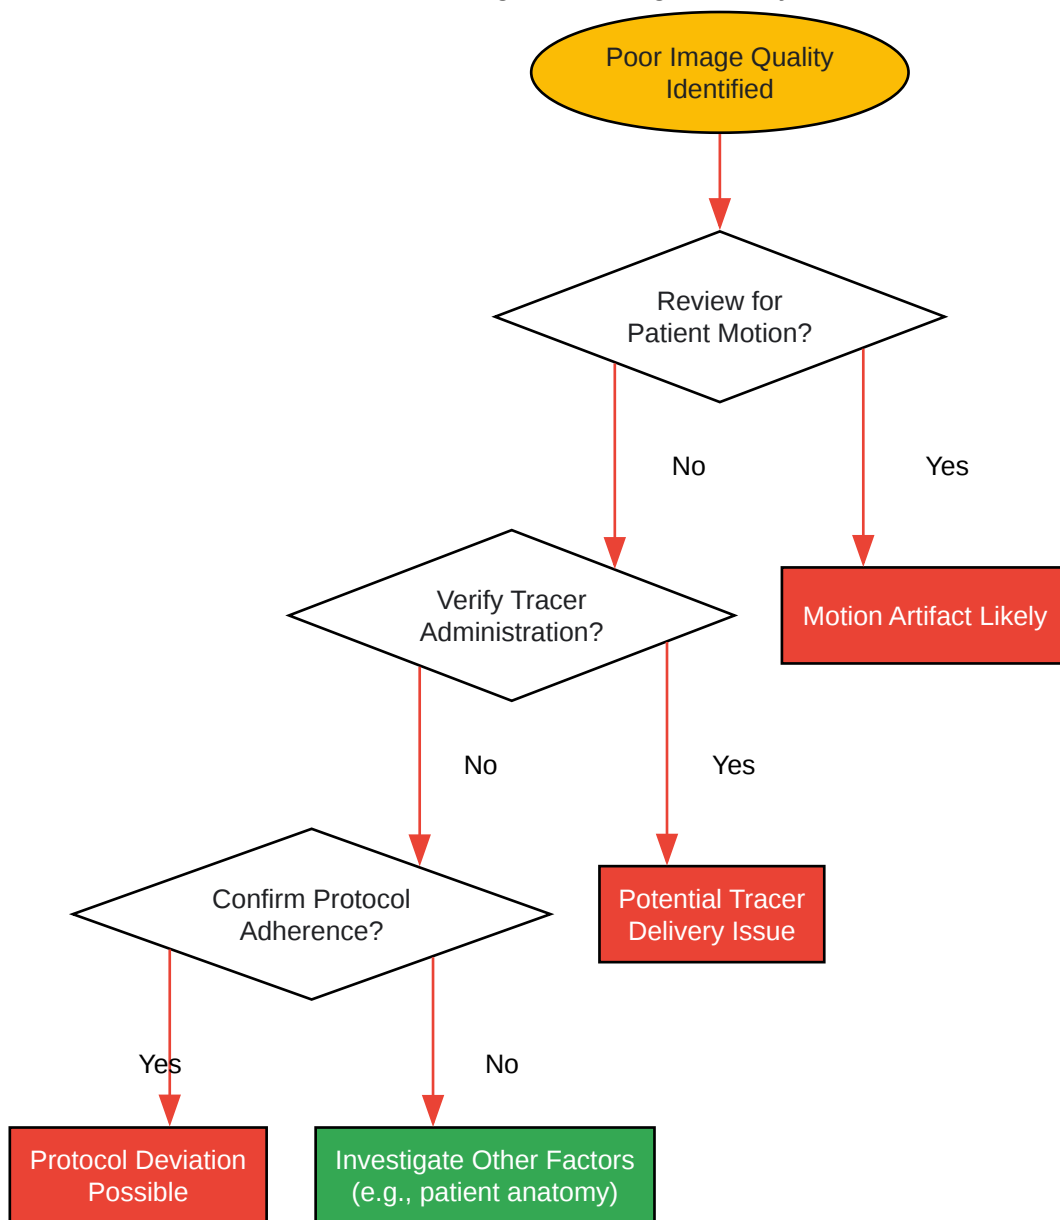 Poor Image Quality
Identified
Review for
Patient Motion?
No
Yes
Verify Tracer
Administration?
Motion Artifact Likely
No
Yes
Confirm Protocol
Adherence?
Potential Tracer
Delivery Issue
Yes
No
Protocol Deviation
Possible
Investigate Other Factors
(e.g., patient anatomy)